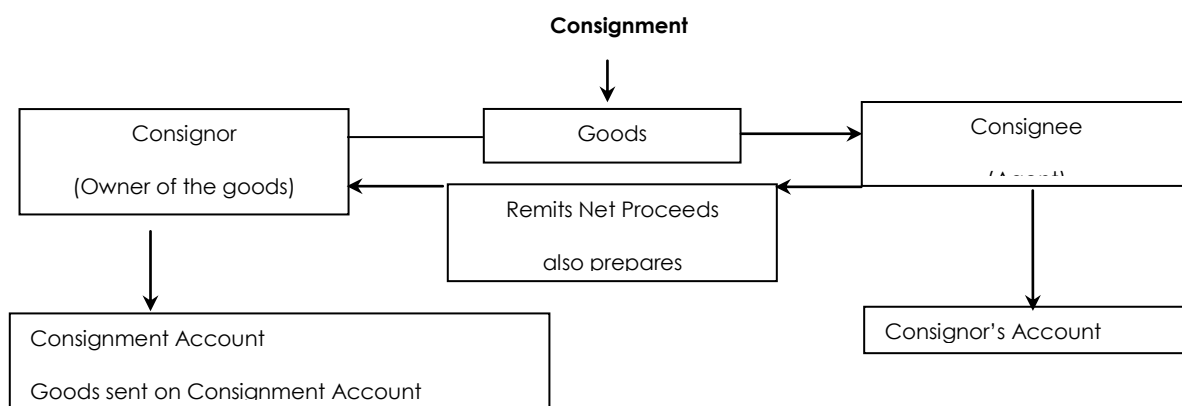 Consignment
Consignor
(Owner of the goods)
Goods
Consignee
(Agent)
Remits Net Proceeds
also prepares
Consignment Account
Goods sent on Consignment Account
Consignor’s Account